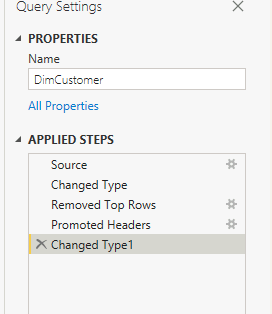 Query Settings
PROPERTIES
Name
DimCustomer
All Properties
APPLIED STEPS
Source
Changed Type
Removed Top Rows
Promoted Headers
Changed Type1